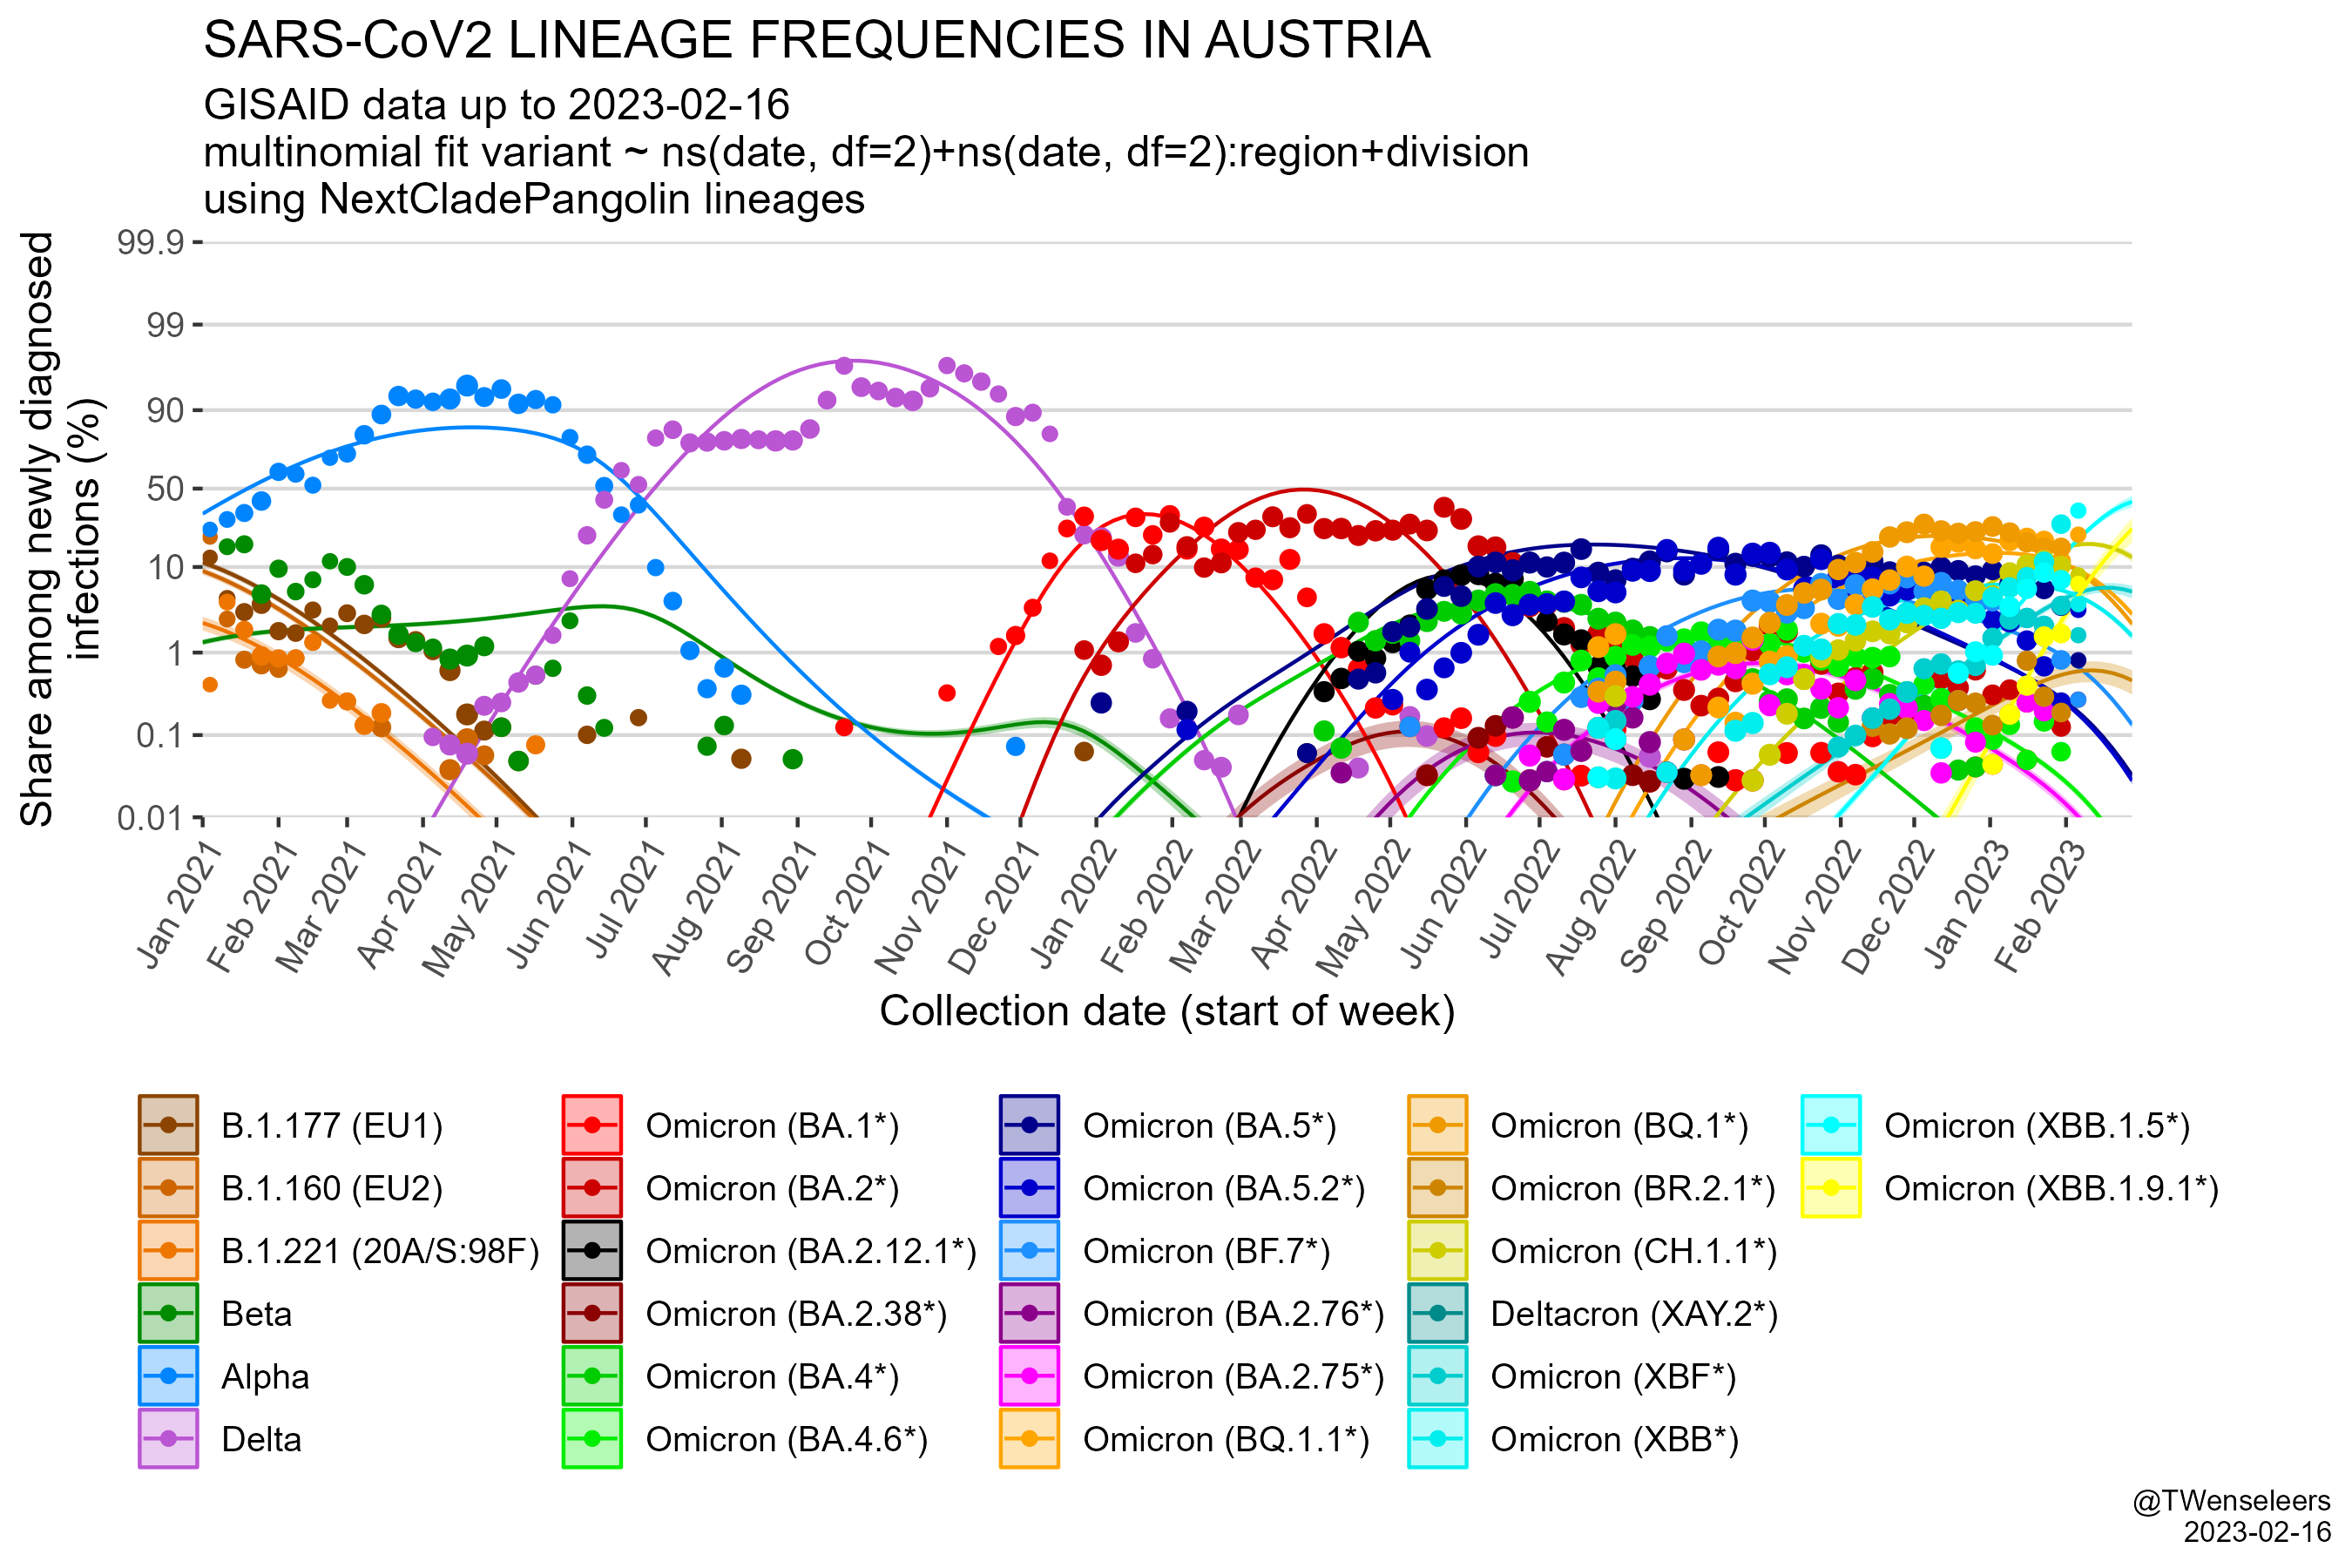 SARS-CoV2 LINEAGE FREQUENCIES IN AUSTRIA
GISAID data up to 2023-02-16
multinomial fit variant ~ ns(date, df=2)+ns(date, df=2):region+division
using NextCladePangolin lineages
Share among newly diagnosed
infections (%)
99.9
99
90
50
10
1
0.1
0.01
Jan 2021
Feb 2021
Mar 2021
Apr 2021
May 2021
Jun 2021
Jul 2021
Aug 2021
Sep 2021
Oct 2021
Nov 2021
Dec 2021
Jan 2022
Feb 2022
Mar 2022
Apr 2022
May 2022
Jun 2022
Jul 2022
Aug 2022
Sep 2022
Oct 2022
Nov 2022
Dec 2022
Jan 2023
Feb 2023
Collection date (start of week)
B.1.177 (EU1)
B.1.160 (EU2)
B.1.221 (20A/S:98F)
Beta
Alpha
Delta
Omicron (BA.1*)
Omicron (BA.2*)
Omicron (BA.2.12.1*)
Omicron (BA.2.38*)
Omicron (BA.4*)
Omicron (BA.4.6*)
Omicron (BA.5*)
Omicron (BA.5.2*)
Omicron (BF.7*)
Omicron (BA.2.76*)
Omicron (BA.2.75*)
Omicron (BQ.1.1*)
Omicron (BQ.1*)
Omicron (BR.2.1*)
Omicron (CH.1.1*)
Deltacron (XAY.2*)
Omicron (XBF*)
Omicron (XBB*)
Omicron (XBB.1.5*)
Omicron (XBB.1.9.1*)
@TWenseleers
2023-02-16